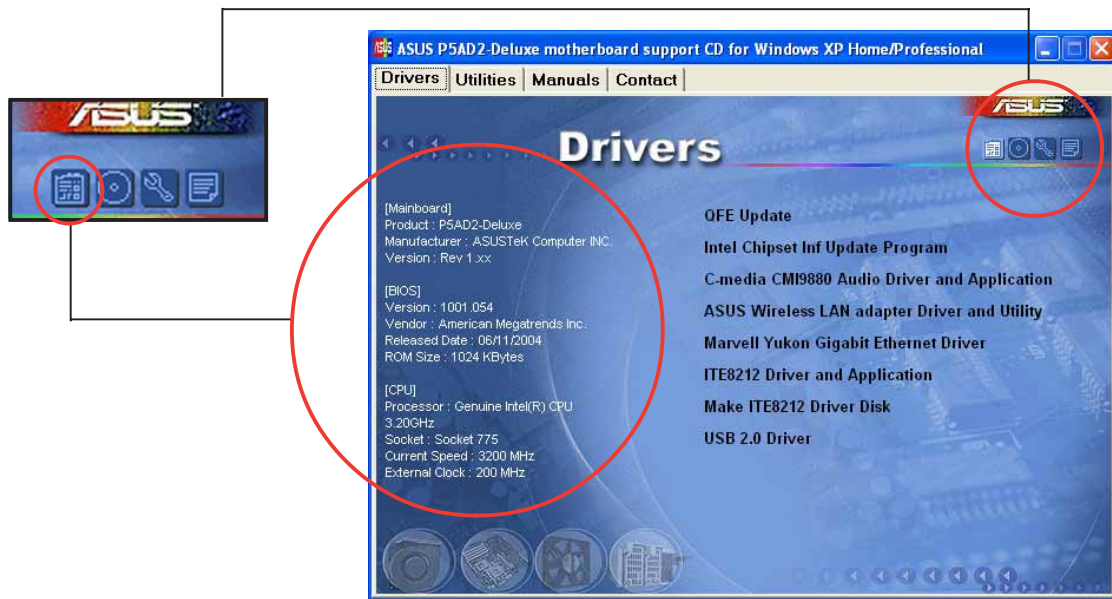 ASUS P5AD2-Deluxe motherboard support CD for Windows XP Home/Professional
Drivers Utilities Manuals Contact
ASUS
ASUS
Drivers
[Mainboard]
Product : P5AD2-Deluxe
Manufacturer : ASUSTeK Computer INC.
Version : Rev 1.xx
[BIOS]
Version : 1001.054
Vendor : American Megatrends Inc.
Released Date : 06/11/2004
ROM Size : 1024 KBytes
[CPU]
Processor : Genuine Intel(R) CPU
3.20GHz
Socket : Socket 775
Current Speed : 3200 MHz
External Clock : 200 MHz
QFE Update
Intel Chipset Inf Update Program
C-media CMI9880 Audio Driver and Application
ASUS Wireless LAN adapter Driver and Utility
Marvell Yukon Gigabit Ethernet Driver
ITE8212 Driver and Application
Make ITE8212 Driver Disk
USB 2.0 Driver